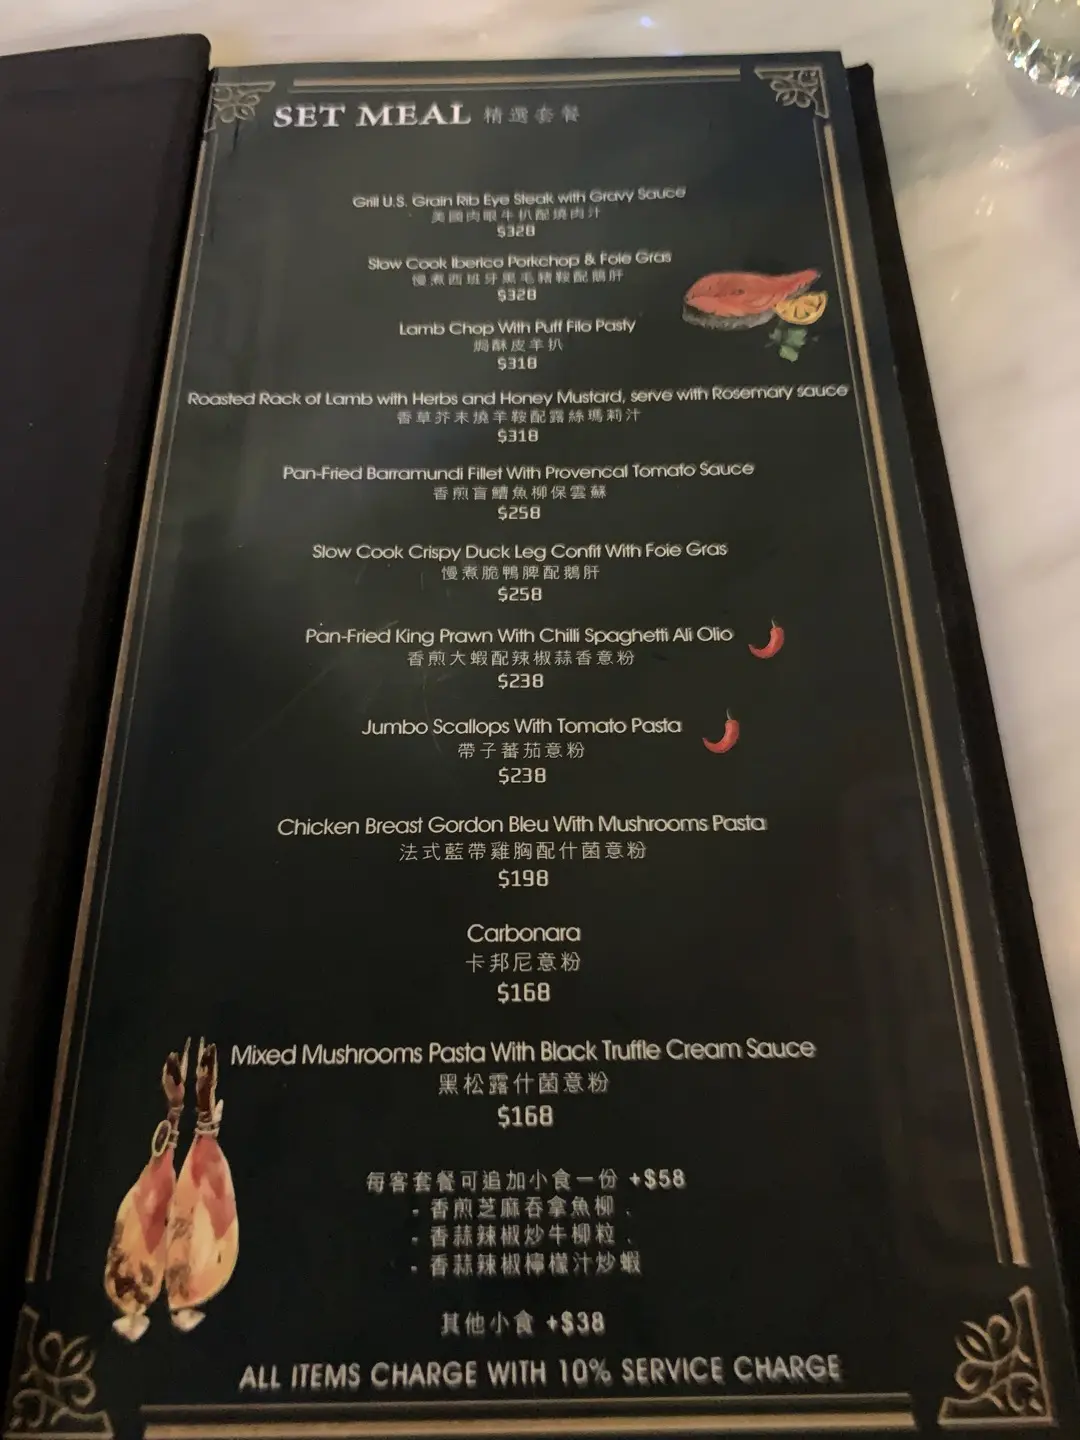 SET MEAL 精選套餐
Grill U.S. Grain Rib Eye Steak with Gravy Sauce
美國肉眼牛扒配燒肉汁
$328
Slow Cook Iberico Porkchop & Foie Gras
慢煮西班牙黑毛豬鞍配鵝肝
$328
Lamb Chop With Puff Filo Pasty
焗酥皮羊扒
$318
Roasted Rack of Lamb with Herbs and Honey Mustard, serve with Rosemary sauce
香草芥末燒羊鞍配露絲瑪莉汁
$318
Pan-Fried Barramundi Fillet With Provencal Tomato Sauce
香煎盲鰽魚柳保雲蘇
$258
Slow Cook Crispy Duck Leg Confit With Foie Gras
慢煮脆鴨脾配鵝肝
$258
Pan-Fried King Prawn With Chilli Spaghetti Ali Olio
香煎大蝦配辣椒蒜香意粉
$238
Jumbo Scallops With Tomato Pasta
帶子蕃茄意粉
$238
Chicken Breast Gordon Bleu With Mushrooms Pasta
法式藍帶雞胸配什菌意粉
$198
Carbonara
卡邦尼意粉
$168
Mixed Mushrooms Pasta With Black Truffle Cream Sauce
黑松露什菌意粉
$168
每客套餐可追加小食一份 +$58
- 香煎芝麻吞拿魚柳 .
- 香蒜辣椒炒牛柳粒 .
- 香蒜辣椒檸檬汁炒蝦
其他小食 +$38
ALL ITEMS CHARGE WITH 10% SERVICE CHARGE